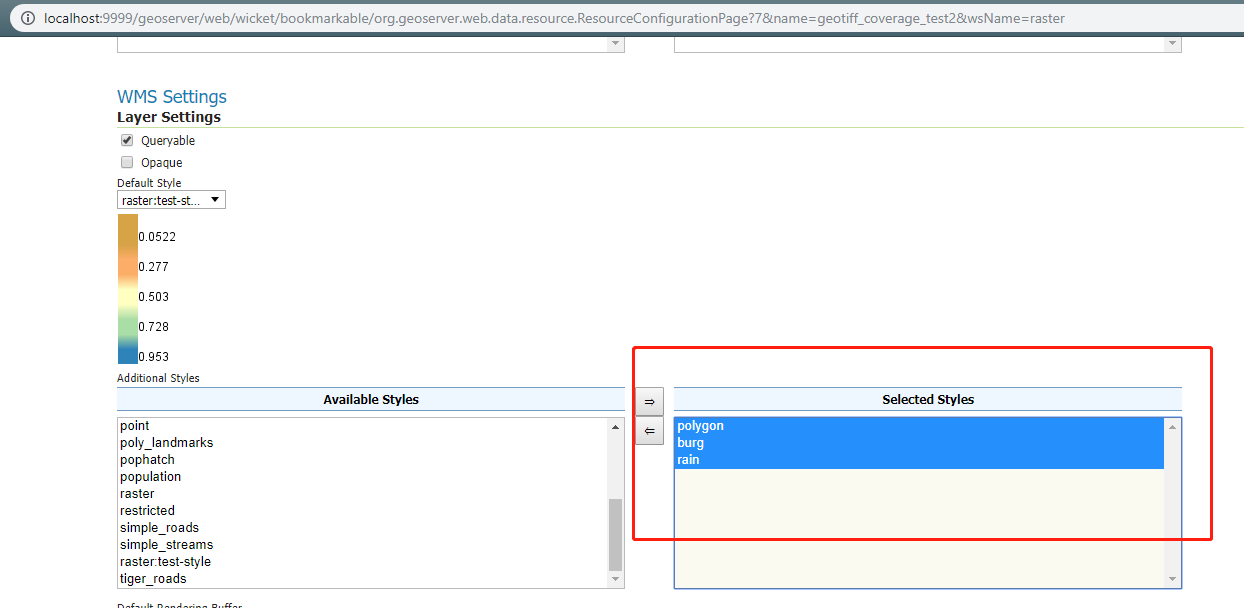 localhost:9999/geoserver/web/wicket/bookmarkable/org.geoserver.web.data.resource.ResourceConfigurationPage?7&name=geotiff_coverage_test2&wsName=raster
WMS Settings
Layer Settings
Queryable
Opaque
Default Style
raster:test-st...
0.0522
0.277
0.503
0.728
0.953
Additional Styles
Available Styles
point
poly_landmarks
pophatch
population
raster
restricted
simple_roads
simple_streams
raster:test-style
tiger_roads
⇒
⇐
Selected Styles
polygon
burg
rain
Default Rendering Buffer